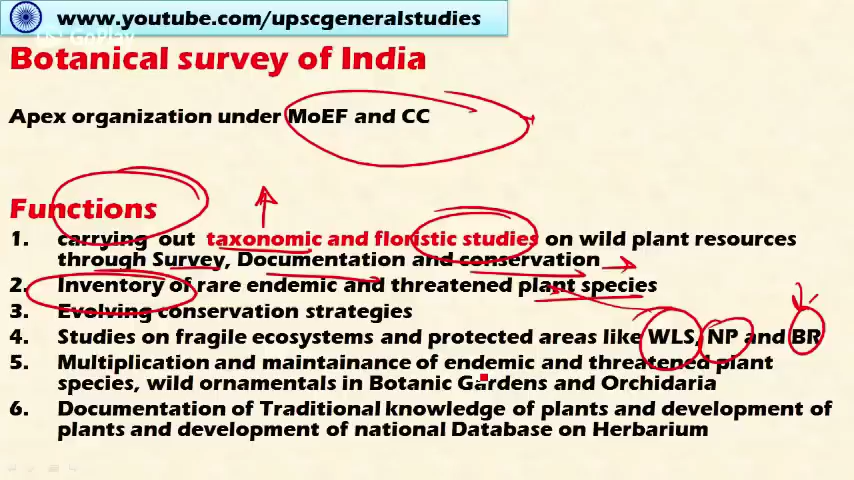 www.youtube.com/upscgeneralstudies
GoPlay
Botanical survey of India
Apex organization under MoEF and CC
Functions
1. carrying out taxonomic and floristic studies on wild plant resources
through Survey, Documentation and conservation
2. Inventory of rare endemic and threatened plant species
3. Evolving conservation strategies
4. Studies on fragile ecosystems and protected areas like WLS, NP and BR
5. Multiplication and maintainance of endemic and threatened plant
species, wild ornamentals in Botanic Gardens and Orchidaria
6. Documentation of Traditional knowledge of plants and development of
plants and development of national Database on Herbarium